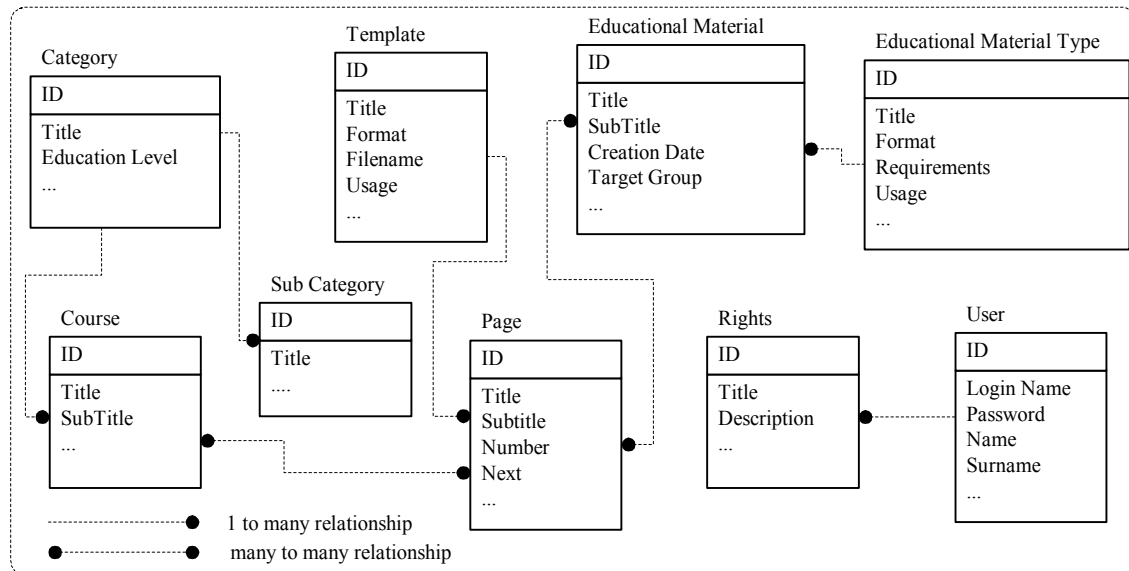 Category
ID
Title
Education Level
...
Template
ID
Title
Format
Filename
Usage
...
Educational Material
ID
Title
SubTitle
Creation Date
Target Group
...
Educational Material Type
ID
Title
Format
Requirements
Usage
...
Course
ID
Title
SubTitle
...
Sub Category
ID
Title
....
Page
ID
Title
Subtitle
Number
Next
...
Rights
ID
Title
Description
...
User
ID
Login Name
Password
Name
Surname
...
1 to many relationship
many to many relationship